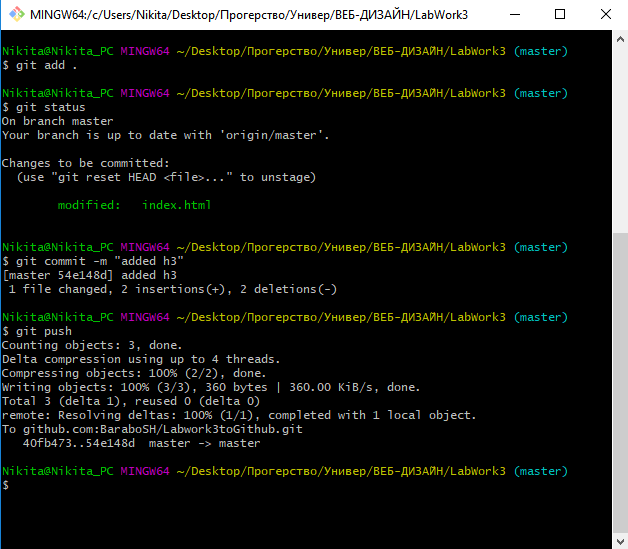 MINGW64:/c/Users/Nikita/Desktop/Прогерство/Универ/ВЕБ-ДИЗАЙН/LabWork3
Nikita@Nikita_PC MINGW64 ~/Desktop/Прогерство/Универ/ВЕБ-ДИЗАЙН/LabWork3 (master)
$ git add .
Nikita@Nikita_PC MINGW64 ~/Desktop/Прогерство/Универ/ВЕБ-ДИЗАЙН/LabWork3 (master)
$ git status
On branch master
Your branch is up to date with 'origin/master'.
Changes to be committed:
(use "git reset HEAD <file>..." to unstage)
modified: index.html
Nikita@Nikita_PC MINGW64 ~/Desktop/Прогерство/Универ/ВЕБ-ДИЗАЙН/LabWork3 (master)
$ git commit -m "added h3"
[master 54e148d] added h3
1 file changed, 2 insertions(+), 2 deletions(-)
Nikita@Nikita_PC MINGW64 ~/Desktop/Прогерство/Универ/ВЕБ-ДИЗАЙН/LabWork3 (master)
$ git push
Counting objects: 3, done.
Delta compression using up to 4 threads.
Compressing objects: 100% (2/2), done.
Writing objects: 100% (3/3), 360 bytes | 360.00 KiB/s, done.
Total 3 (delta 1), reused 0 (delta 0)
remote: Resolving deltas: 100% (1/1), completed with 1 local object.
To github.com:BaraboSH/Labwork3toGithub.git
40fb473..54e148d master -> master
Nikita@Nikita_PC MINGW64 ~/Desktop/Прогерство/Универ/ВЕБ-ДИЗАЙН/LabWork3 (master)
$